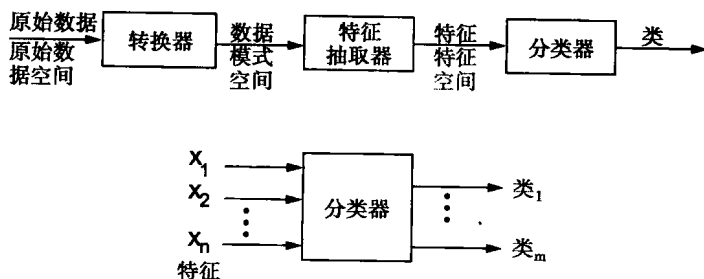 原始数据
原始数
据空间
转换器
数据
模式
空间
特征
抽取器
特征
特征
空间
分类器
类
X₁
X₂
Xₙ
特征
分类器
类₁
类ₘ